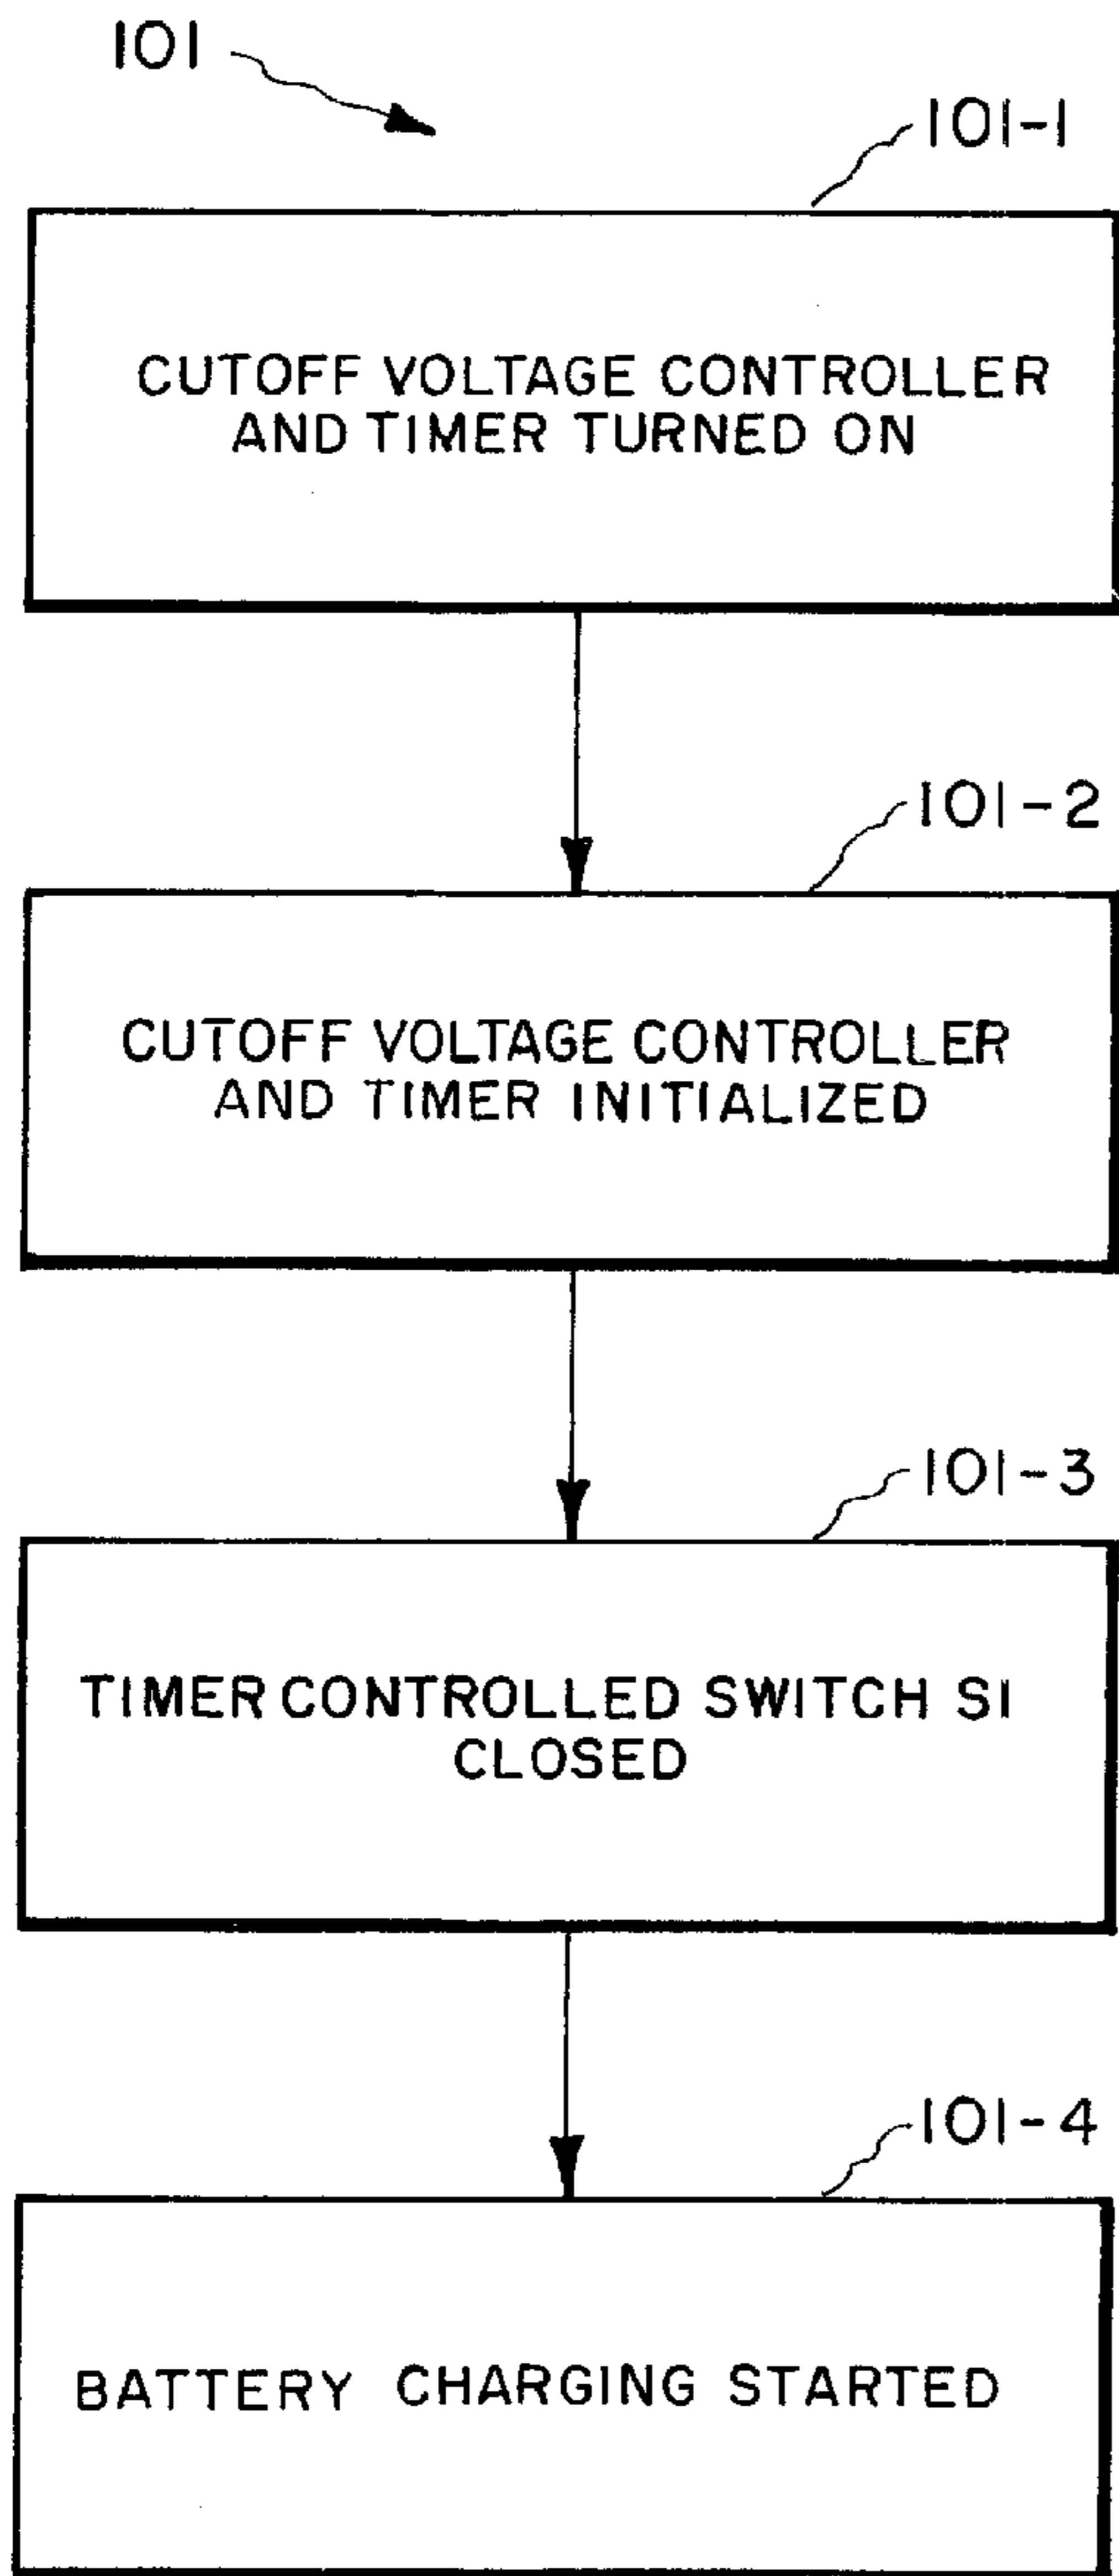 101
101-1
CUTOFF VOLTAGE CONTROLLER
AND TIMER TURNED ON
101-2
CUTOFF VOLTAGE CONTROLLER
AND TIMER INITIALIZED
101-3
TIMER CONTROLLED SWITCH S1
CLOSED
101-4
BATTERY CHARGING STARTED